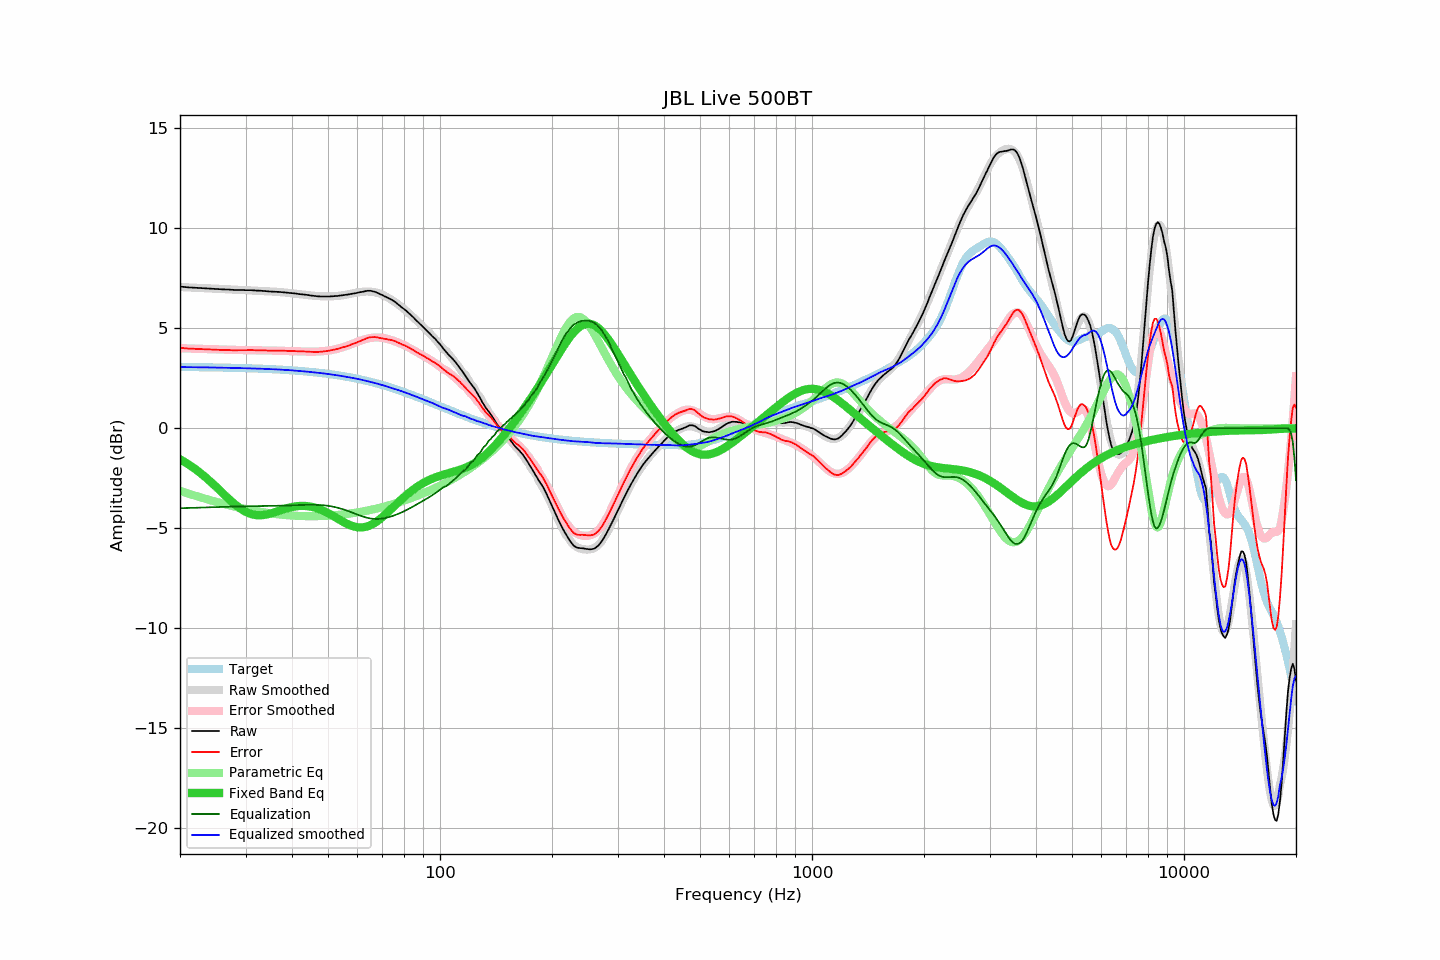 JBL Live 500BT
15
10
5
0
−5
−10
−15
−20
Amplitude (dBr)
100
1000
10000
Frequency (Hz)
Target
Raw Smoothed
Error Smoothed
Raw
Error
Parametric Eq
Fixed Band Eq
Equalization
Equalized smoothed